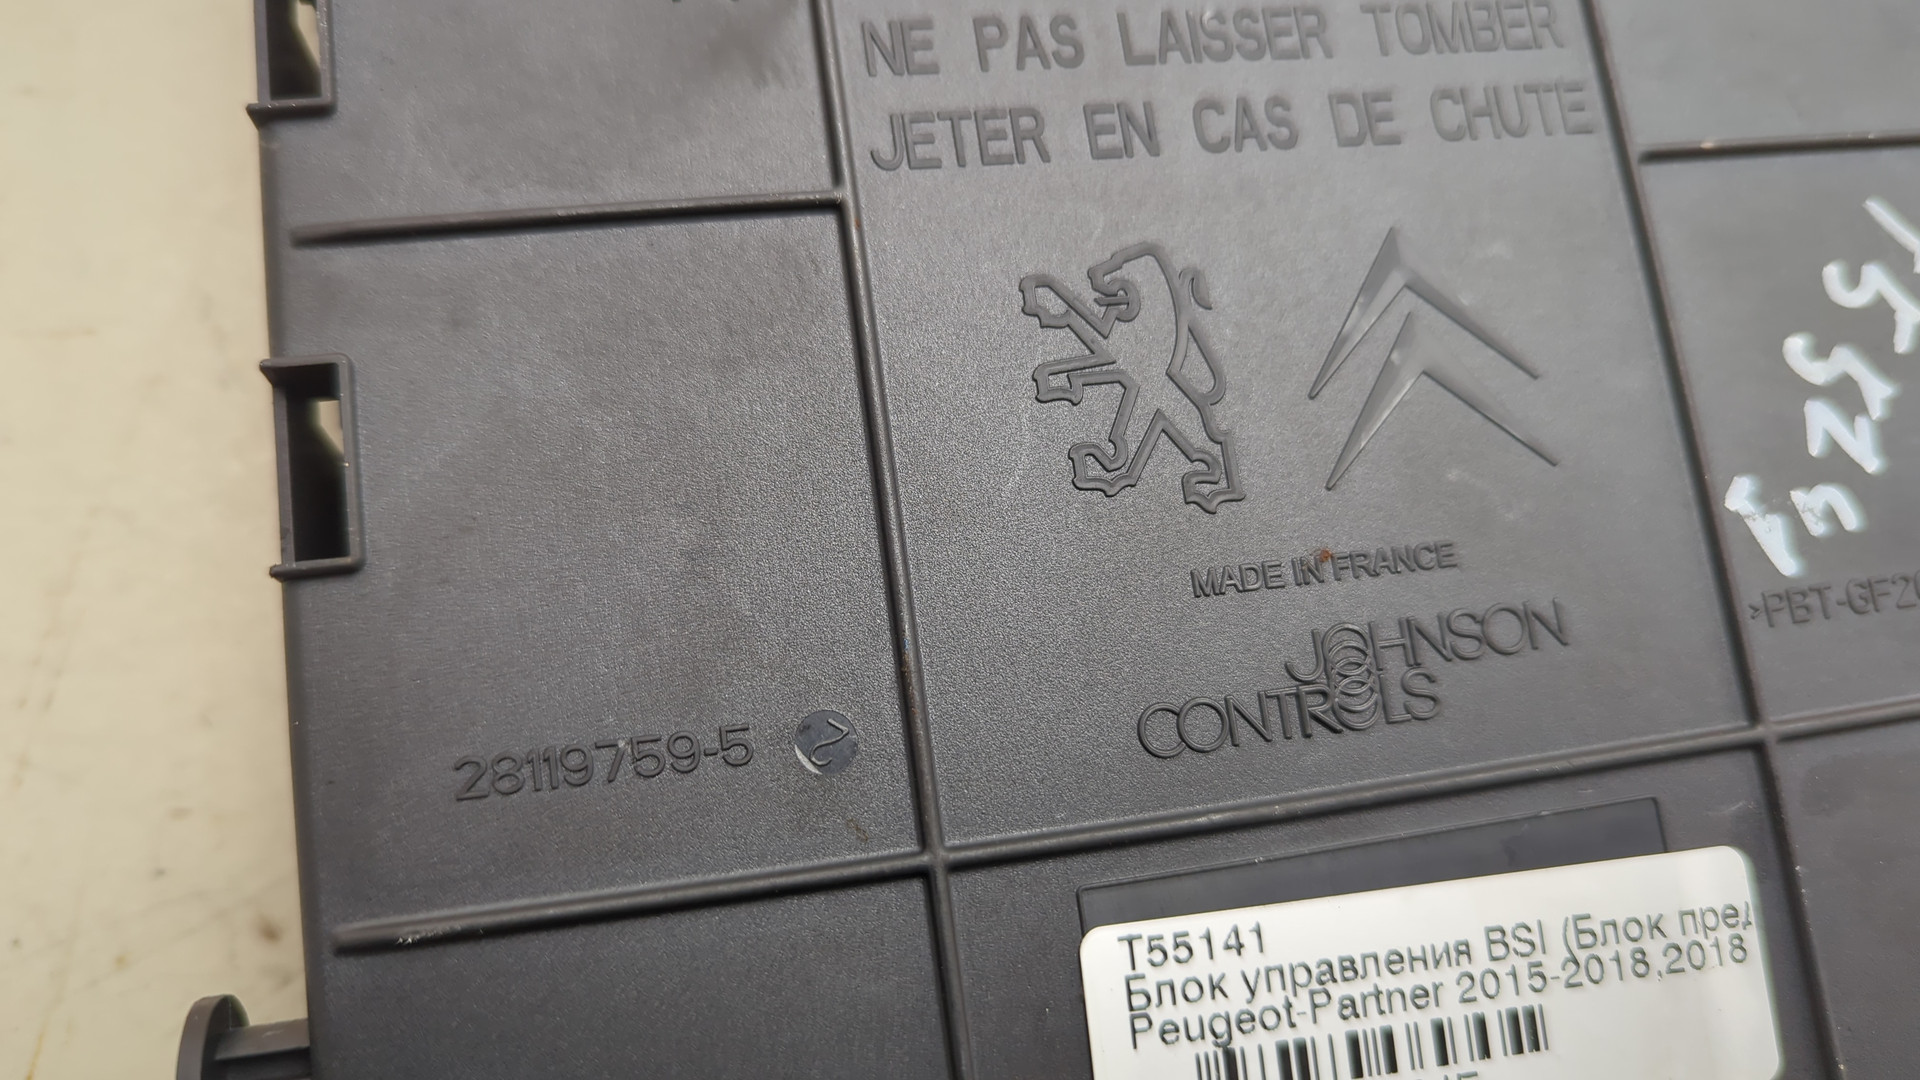 NE PAS LAISSER TOMBER
JETER EN CAS DE CHUTE
MADE IN FRANCE
JOHNSON
CONTROLS
28119759-5
T55141
Блок управления BSI (Блок пред
Peugeot-Partner 2015-2018,2018
>PBT-GF20